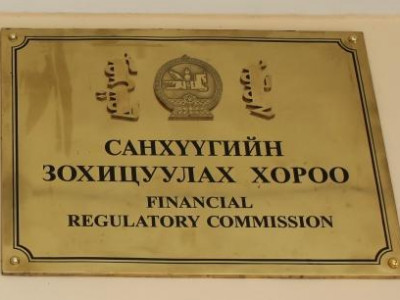 САНХҮҮГИЙН
ЗОХИЦУУЛАХ ХОРОО
FINANCIAL
REGULATORY COMMISSION